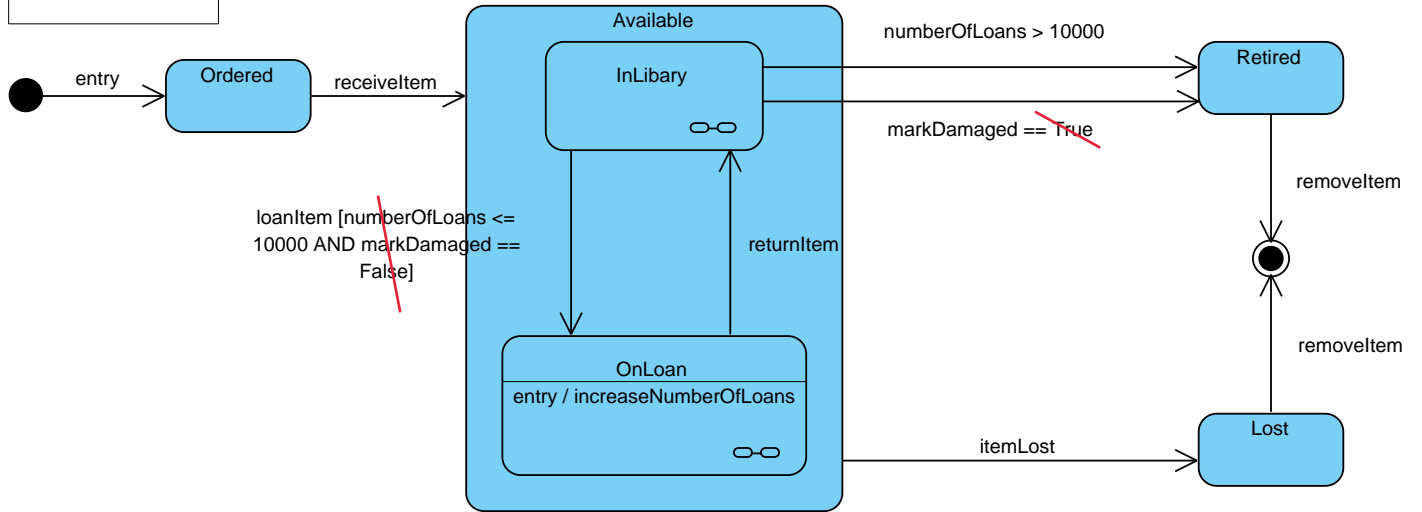 Available
numberOfLoans > 10000
entry
Ordered
receiveItem
InLibary
Retired
markDamaged == True
removeItem
loanItem [numberOfLoans <=
10000 AND markDamaged ==
False]
returnItem
OnLoan
entry / increaseNumberOfLoans
removeItem
itemLost
Lost